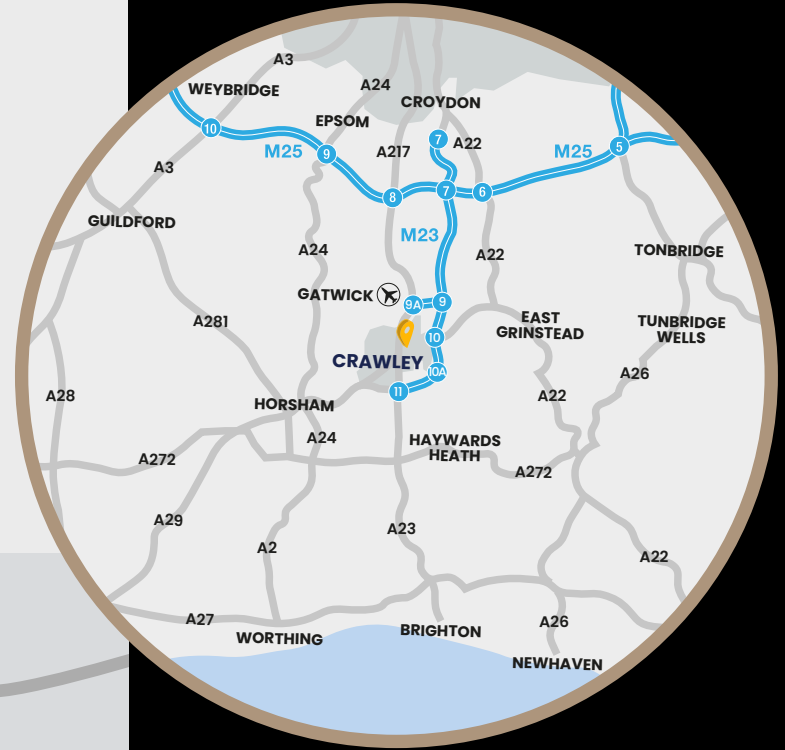 A3
A24
WEYBRIDGE
CROYDON
EPSOM
10
7
A22
M25
9
A217
M25
5
A3
8
7
6
GUILDFORD
M23
A24
A22
TONBRIDGE
GATWICK
9A
9
A281
EAST
GRINSTEAD
TUNBRIDGE
WELLS
10
CRAWLEY
10A
A26
11
A28
A22
HORSHAM
A24
HAYWARDS
HEATH
A272
A272
A29
A23
A2
A22
A27
A26
WORTHING
BRIGHTON
NEWHAVEN